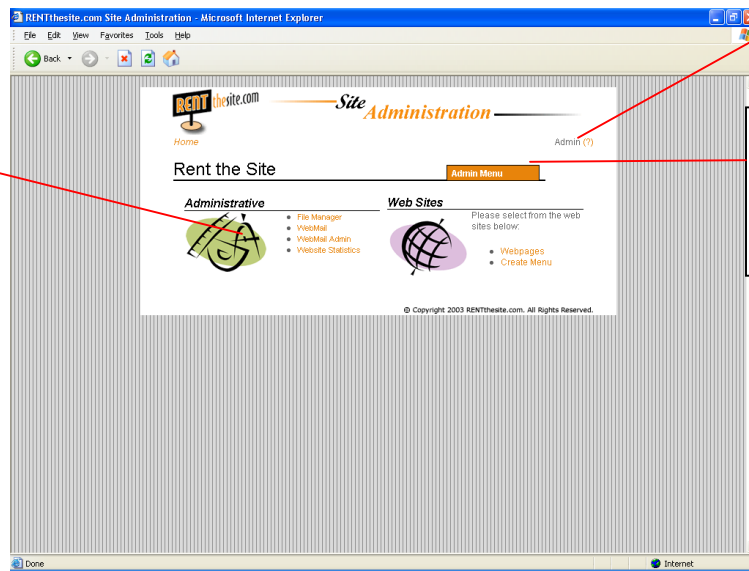 RENTthesite.com Site Administration - Microsoft Internet Explorer
File Edit View Favorites Tools Help
Back
RENT thesite.com
Site Administration
Home
Admin (?)
Rent the Site
Admin Menu
Administrative
File Manager
WebMail
WebMail Admin
Website Statistics
Web Sites
Please select from the web
sites below:
Webpages
Create Menu
© Copyright 2003 RENTthesite.com. All Rights Reserved.
Done
Internet